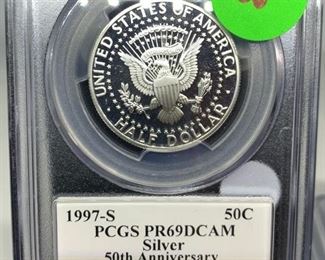 UNITED STATES OF AMERICA
HALF DOLLAR
1997-S 50C
PCGS PR69DCAM
Silver
50th Anniversary